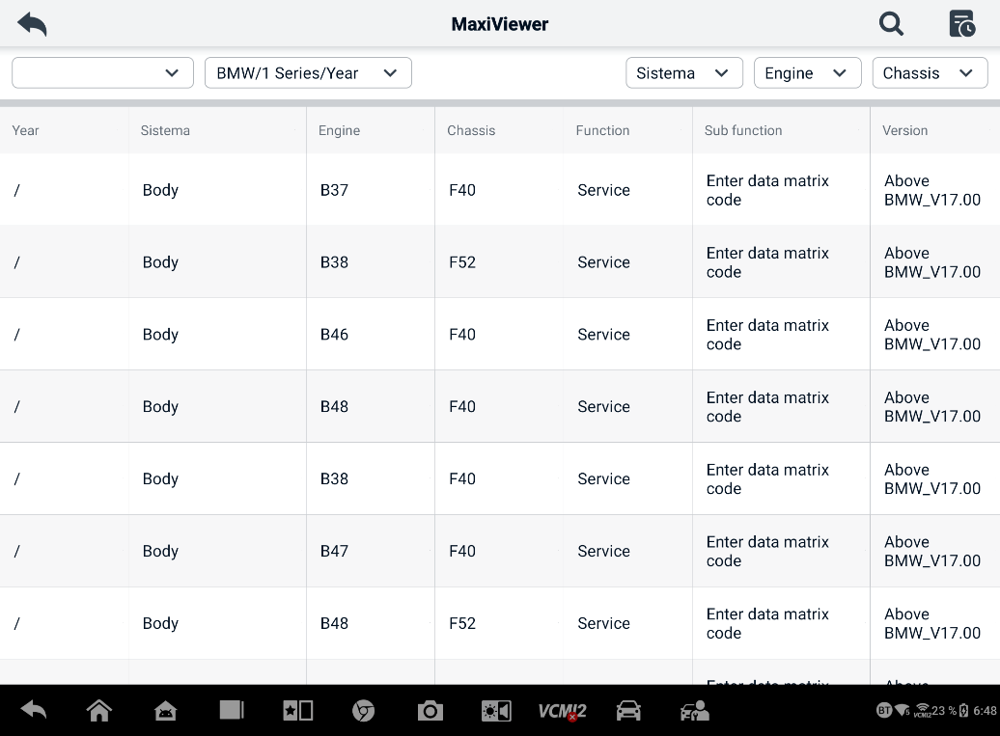 MaxiViewer
BMW/1 Series/Year
Sistema
Engine
Chassis
Year Sistema Engine Chassis Function Sub function Version
/ Body B37 F40 Service Enter data matrix code Above BMW_V17.00
/ Body B38 F52 Service Enter data matrix code Above BMW_V17.00
/ Body B46 F40 Service Enter data matrix code Above BMW_V17.00
/ Body B48 F40 Service Enter data matrix code Above BMW_V17.00
/ Body B38 F40 Service Enter data matrix code Above BMW_V17.00
/ Body B47 F40 Service Enter data matrix code Above BMW_V17.00
/ Body B48 F52 Service Enter data matrix code Above BMW_V17.00
Enter data matrix Above
VCMI2
BT
VCMI2 23 % 6:48